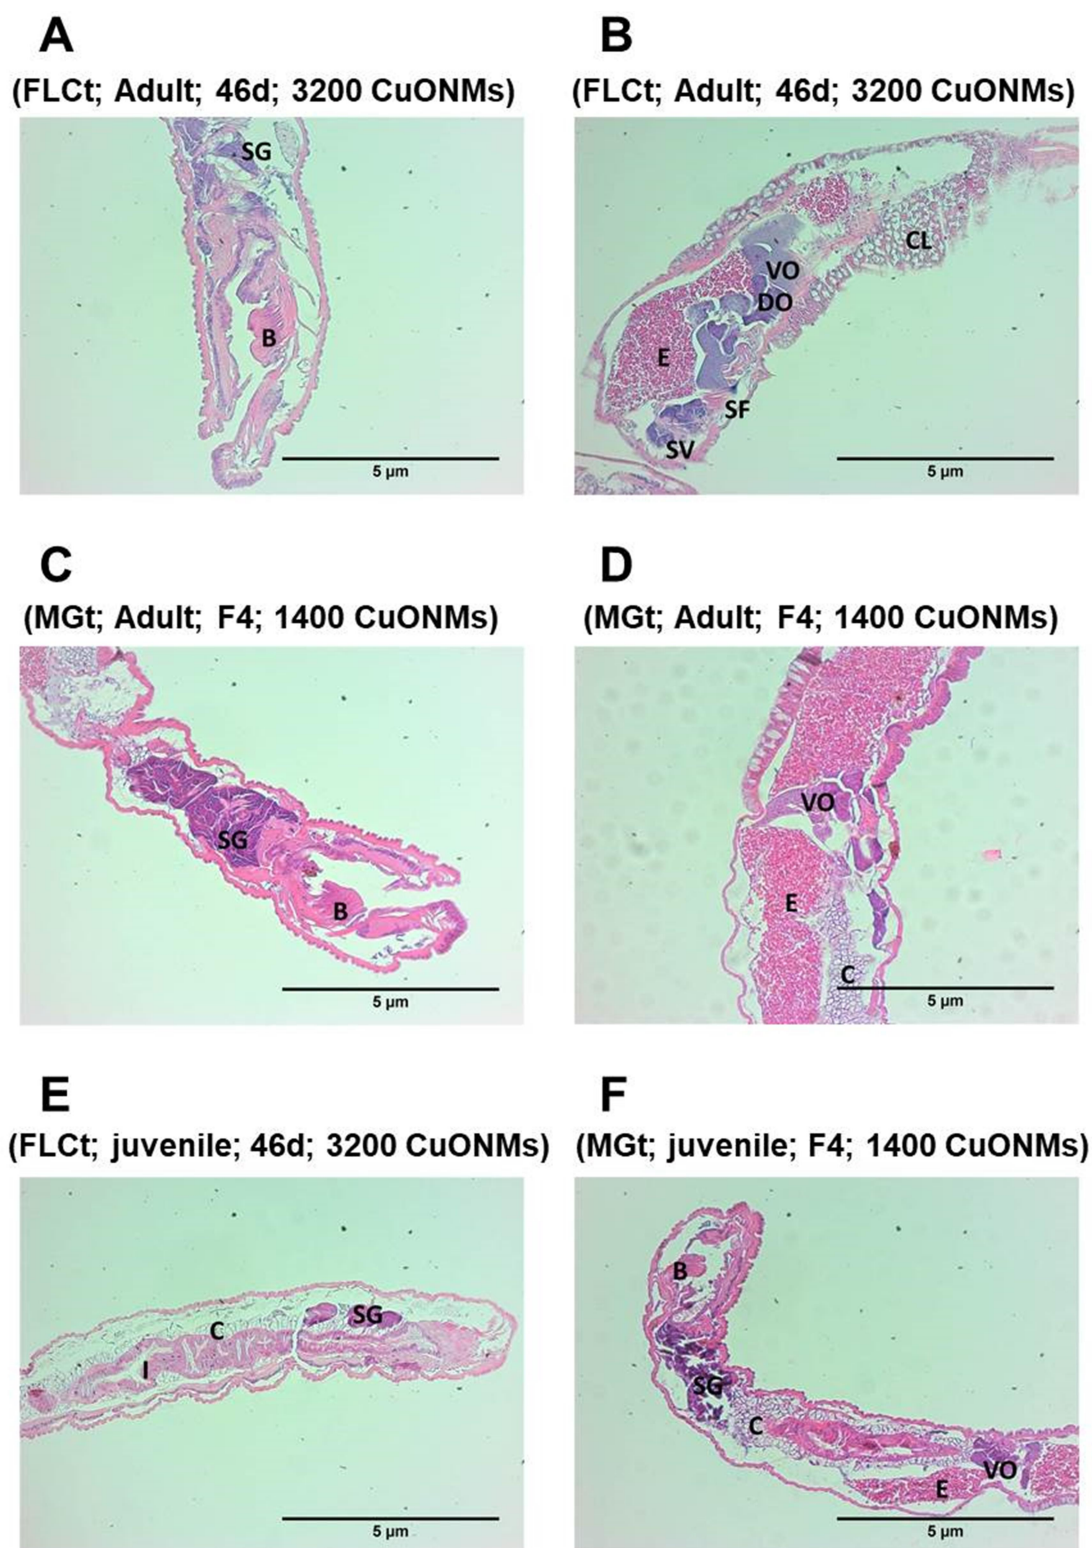 A
B
(FLCt; Adult; 46d; 3200 CuONMs)
(FLCt; Adult; 46d; 3200 CuONMs)
SG
B
5 µm
CL
VO
DO
E
SF
SV
5 µm
C
D
(MGt; Adult; F4; 1400 CuONMs)
(MGt; Adult; F4; 1400 CuONMs)
SG
B
5 µm
VO
E
C
5 µm
E
F
(FLCt; juvenile; 46d; 3200 CuONMs)
(MGt; juvenile; F4; 1400 CuONMs)
SG
C
I
5 µm
B
SG
C
VO
E
5 µm